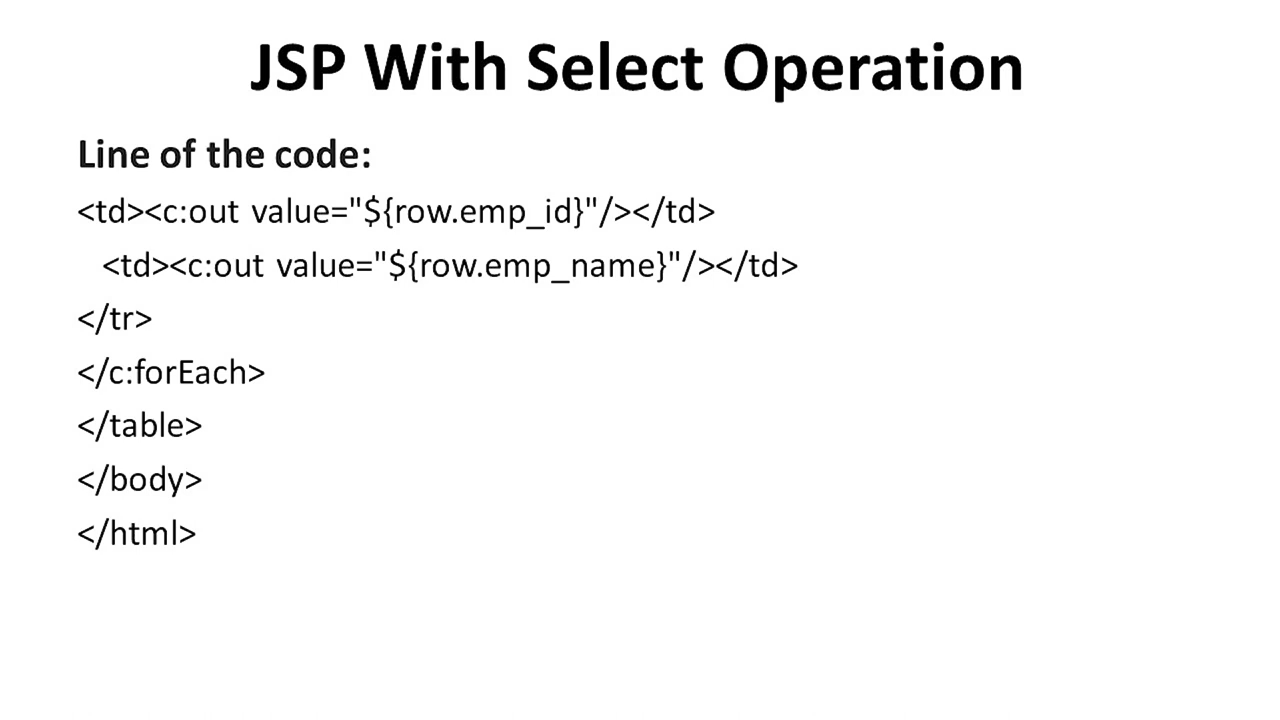 JSP With Select Operation
Line of the code:
<td><c:out value="${row.emp_id}"/></td>
<td><c:out value="${row.emp_name}"/></td>
</tr>
</c:forEach>
</table>
</body>
</html>